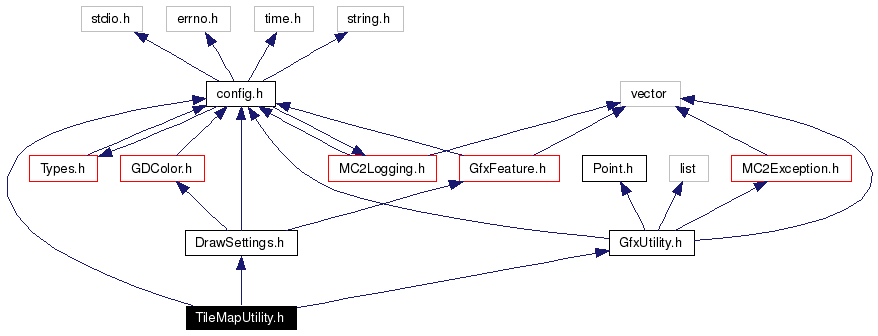 stdio.h
errno.h
time.h
string.h
config.h
vector
Types.h
GDColor.h
MC2Logging.h
GfxFeature.h
Point.h
list
MC2Exception.h
DrawSettings.h
GfxUtility.h
TileMapUtility.h